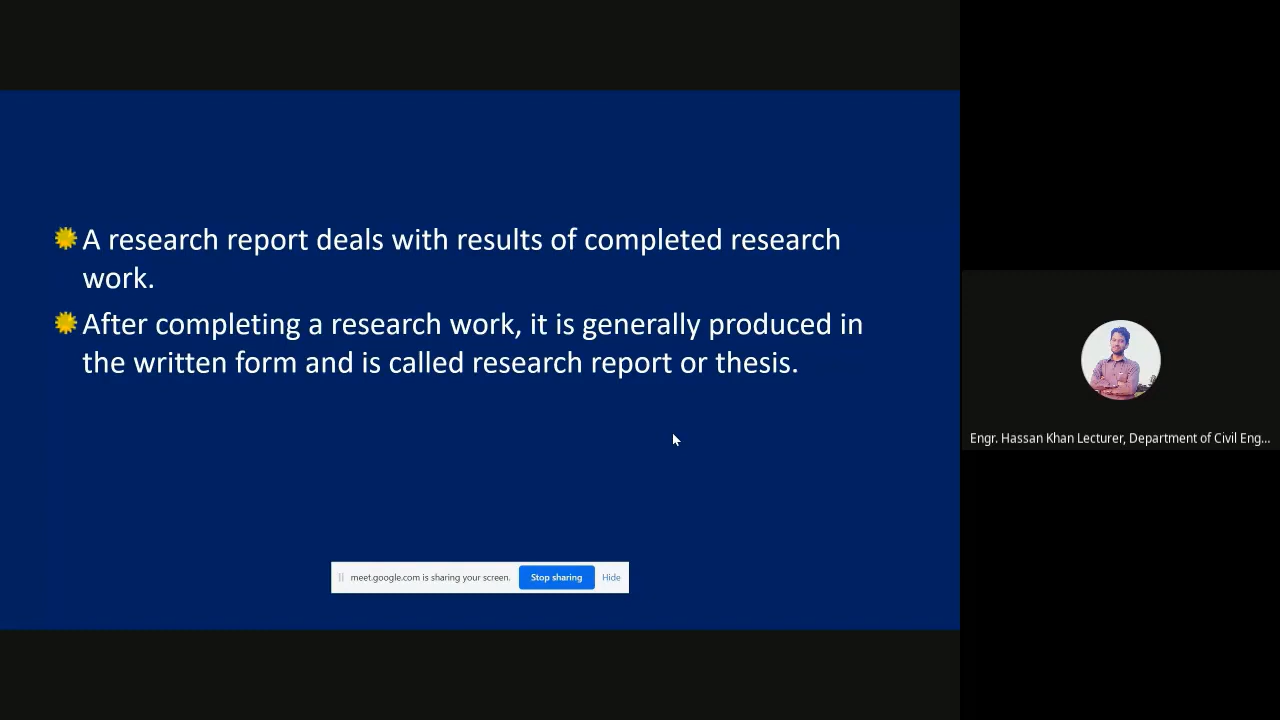 A research report deals with results of completed research
work.
After completing a research work, it is generally produced in
the written form and is called research report or thesis.
meet.google.com is sharing your screen.
Stop sharing
Hide
Engr. Hassan Khan Lecturer, Department of Civil Eng...